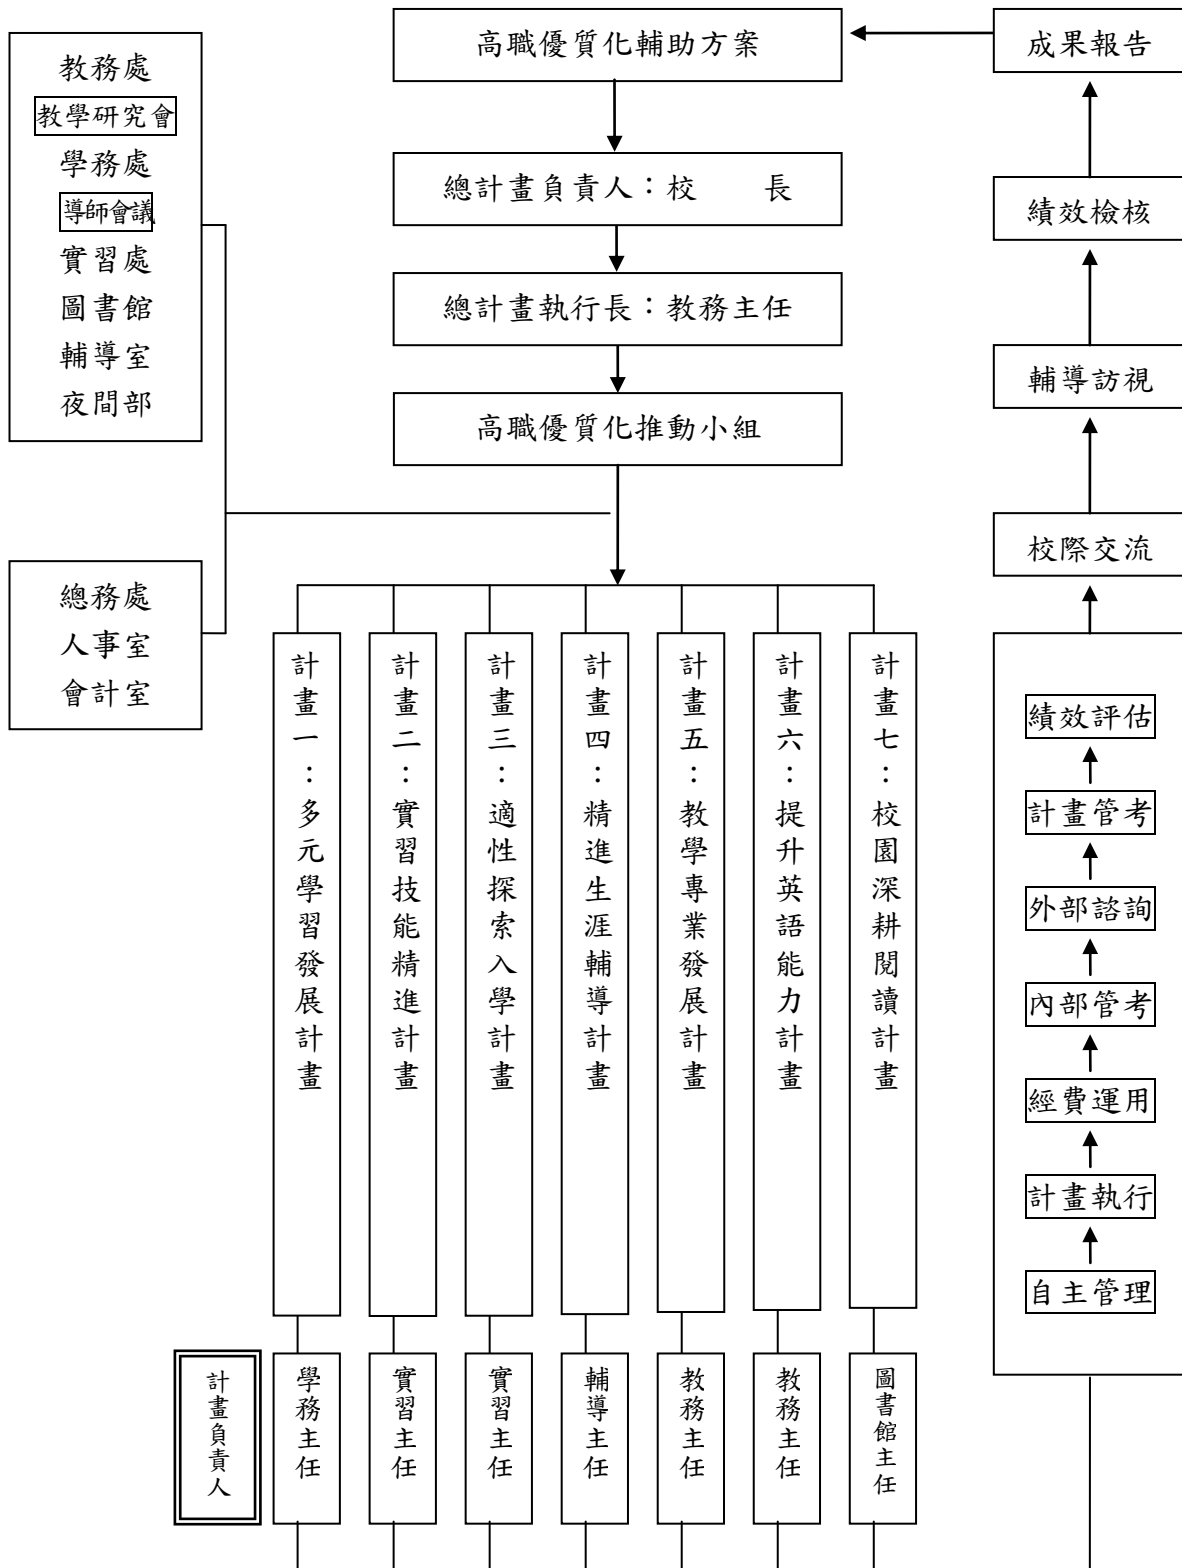 教務處
教學研究會
學務處
導師會議
實習處
圖書館
輔導室
夜間部
總務處
人事室
會計室
高職優質化輔助方案
總計畫負責人：校　　長
總計畫執行長：教務主任
高職優質化推動小組
計畫一：多元學習發展計畫
計畫二：實習技能精進計畫
計畫三：適性探索入學計畫
計畫四：精進生涯輔導計畫
計畫五：教學專業發展計畫
計畫六：提升英語能力計畫
計畫七：校園深耕閱讀計畫
計畫負責人
學務主任
實習主任
實習主任
輔導主任
教務主任
教務主任
圖書館主任
成果報告
績效檢核
輔導訪視
校際交流
績效評估
計畫管考
外部諮詢
內部管考
經費運用
計畫執行
自主管理